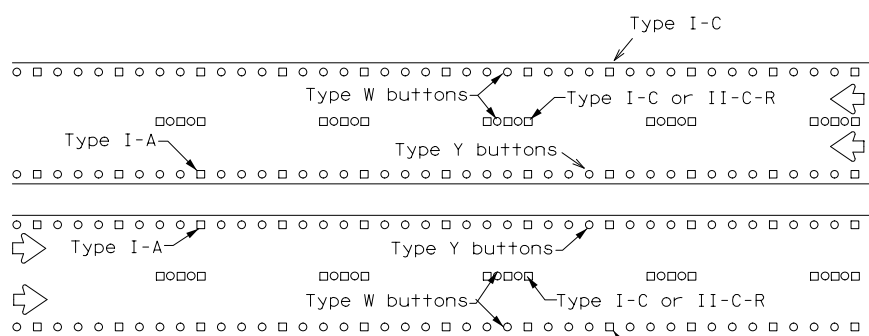 Type I-C
Type W buttons
Type I-C or II-C-R
Type I-A
Type Y buttons
Type I-A
Type Y buttons
Type W buttons
Type I-C or II-C-R